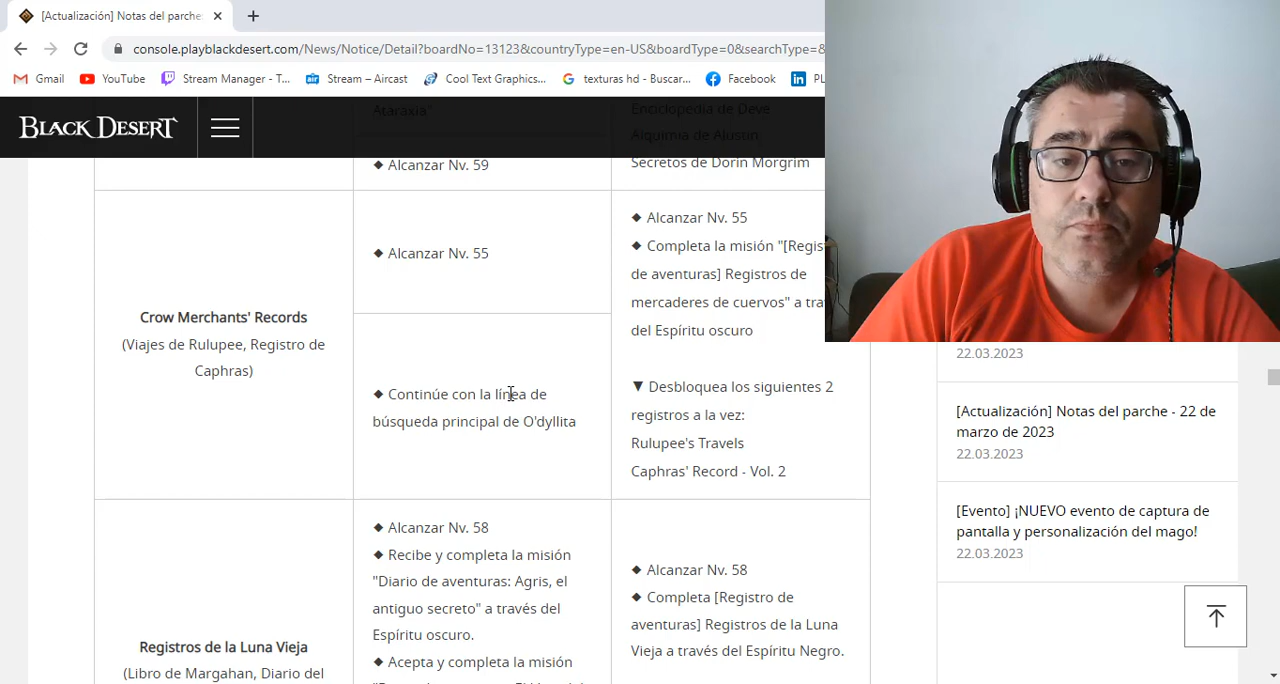 [Actualización] Notas del parche
console.playblackdesert.com/News/Notice/Detail?boardNo=13123&countryType=en-US&boardType=0&searchType=&
Gmail YouTube Stream Manager - T... Stream – Aircast Cool Text Graphics... texturas hd - Buscar... Facebook PL
BLACK DESERT
Ataraxia"
Enciclopedia de Deve
Alquimia de Alustin
Secretos de Dorin Morgrim
◆ Alcanzar Nv. 59
Crow Merchants' Records
(Viajes de Rulupee, Registro de
Caphras)
◆ Alcanzar Nv. 55
◆ Continúe con la línea de
búsqueda principal de O'dyllita
◆ Alcanzar Nv. 55
◆ Completa la misión "[Regis
de aventuras] Registros de
mercaderes de cuervos" a tra
del Espíritu oscuro
▼ Desbloquea los siguientes 2
registros a la vez:
Rulupee's Travels
Caphras' Record - Vol. 2
Registros de la Luna Vieja
(Libro de Margahan, Diario del
◆ Alcanzar Nv. 58
◆ Recibe y completa la misión
"Diario de aventuras: Agris, el
antiguo secreto" a través del
Espíritu oscuro.
◆ Acepta y completa la misión
◆ Alcanzar Nv. 58
◆ Completa [Registro de
aventuras] Registros de la Luna
Vieja a través del Espíritu Negro.
22.03.2023
[Actualización] Notas del parche - 22 de
marzo de 2023
22.03.2023
[Evento] ¡NUEVO evento de captura de
pantalla y personalización del mago!
22.03.2023